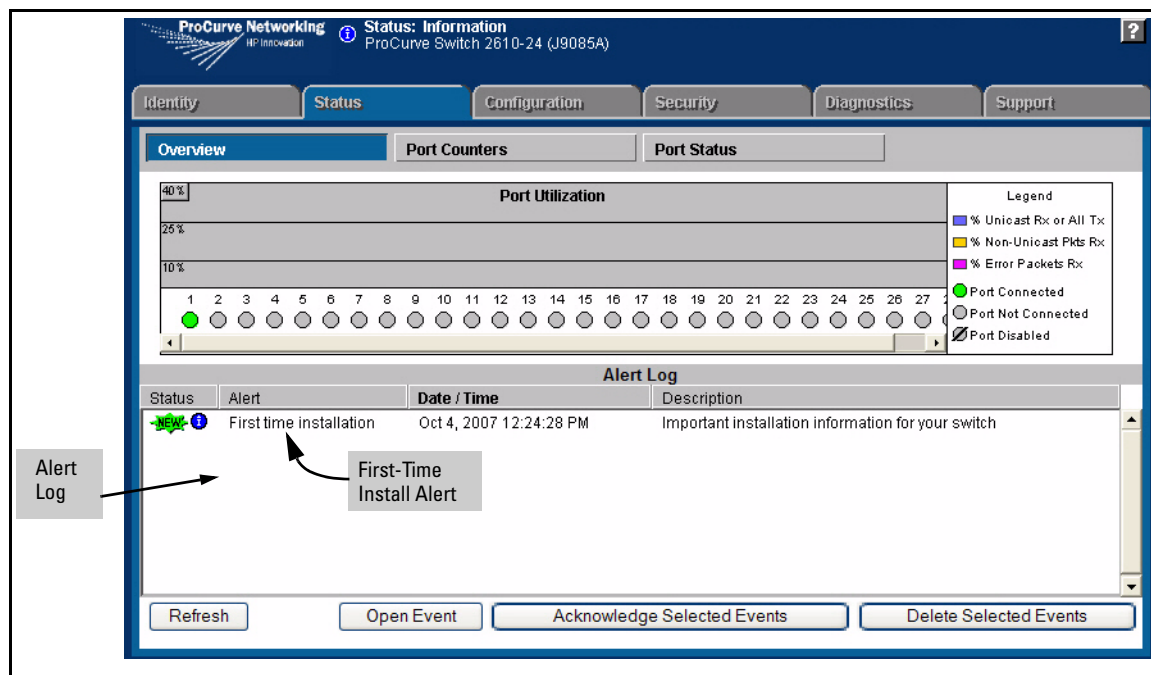 ProCurve Networking
HP Innovation
Status: Information
ProCurve Switch 2610-24 (J9085A)
?
Identity
Status
Configuration
Security
Diagnostics
Support
Overview
Port Counters
Port Status
40 %
Port Utilization
25 %
10 %
1 2 3 4 5 6 7 8 9 10 11 12 13 14 15 16 17 18 19 20 21 22 23 24 25 26 27
Legend
% Unicast Rx or All Tx
% Non-Unicast Pkts Rx
% Error Packets Rx
Port Connected
Port Not Connected
Port Disabled
Alert Log
Status Alert Date / Time Description
NEW First time installation Oct 4, 2007 12:24:28 PM Important installation information for your switch
Alert
Log
First-Time
Install Alert
Refresh
Open Event
Acknowledge Selected Events
Delete Selected Events